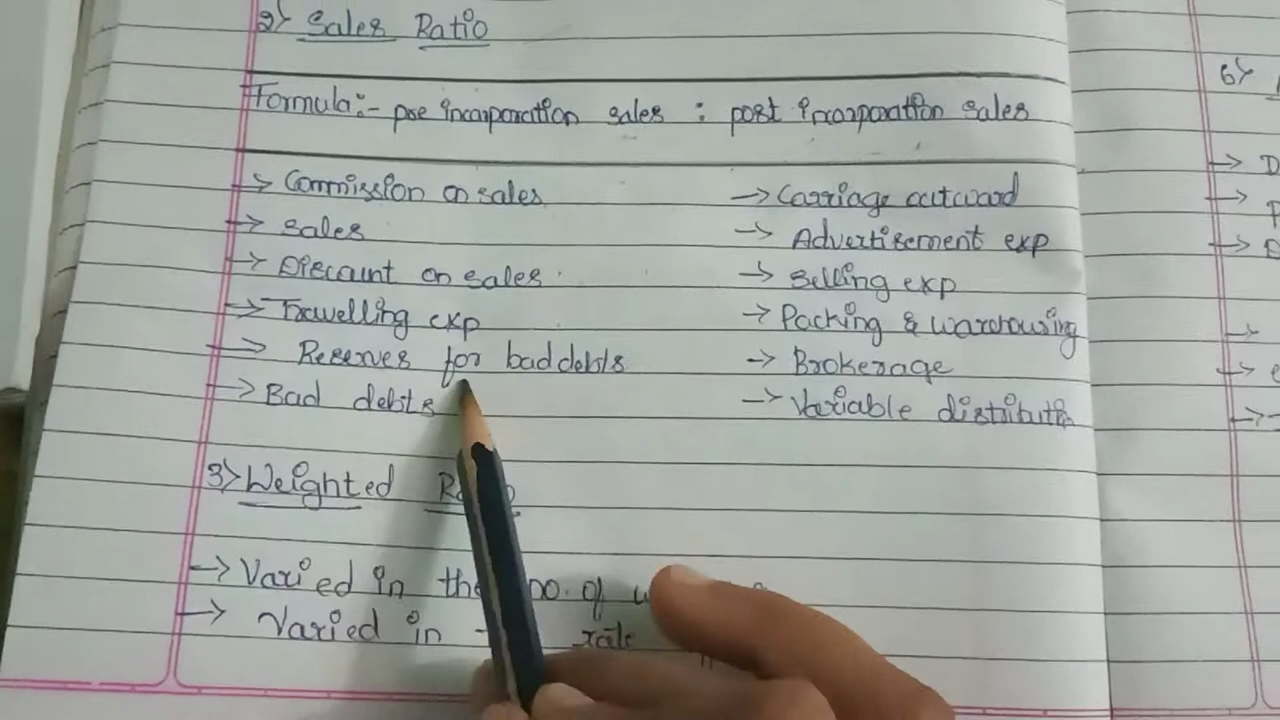 2) Sales Ratio
Formula:- pre incorporation sales : post incorporation sales
→ Commission on sales
→ Sales
→ Discount on sales
→ Travelling exp
→ Reserves for bad debts
→ Bad debts
→ Carriage outward
→ Advertisement exp
→ Selling exp
→ Packing & warehousing
→ Brokerage
→ Variable distributin
3) Weighted
→ Varied in the no. of
→ Varied in rate
6)
→ D
→ P
→
→
→ e
→